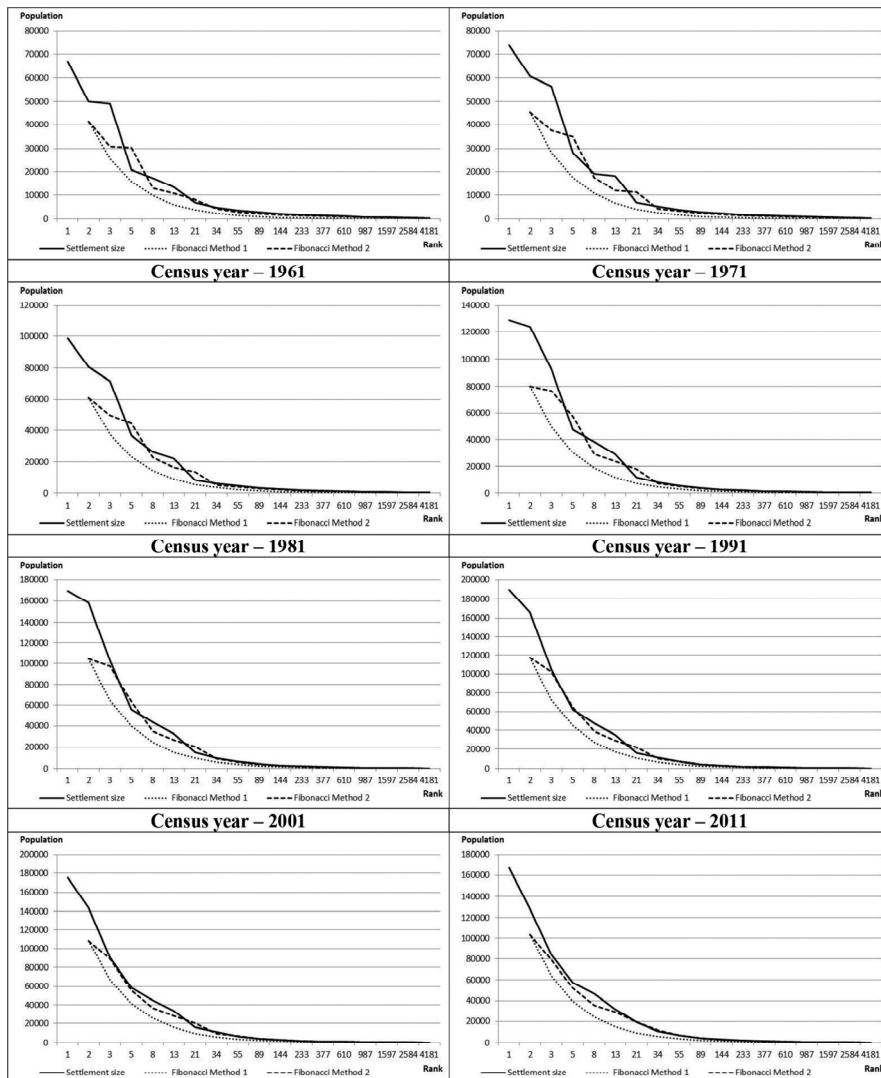 Population
80000
70000
60000
50000
40000
30000
20000
10000
0
1 2 3 5 8 13 21 34 55 89 144 233 377 610 987 1597 2584 4181
Settlement size Fibonacci Method 1 Fibonacci Method 2 Rank
Population
80000
70000
60000
50000
40000
30000
20000
10000
0
1 2 3 5 8 13 21 34 55 89 144 233 377 610 987 1597 2584 4181
Settlement size Fibonacci Method 1 Fibonacci Method 2 Rank
Census year – 1961
Census year – 1971
Population
120000
100000
80000
60000
40000
20000
0
1 2 3 5 8 13 21 34 55 89 144 233 377 610 987 1597 2584 4181
Settlement size Fibonacci Method 1 Fibonacci Method 2 Rank
Population
140000
120000
100000
80000
60000
40000
20000
0
1 2 3 5 8 13 21 34 55 89 144 233 377 610 987 1597 2584 4181
Settlement size Fibonacci Method 1 Fibonacci Method 2 Rank
Census year – 1981
Census year – 1991
Population
180000
160000
140000
120000
100000
80000
60000
40000
20000
0
1 2 3 5 8 13 21 34 55 89 144 233 377 610 987 1597 2584 4181
Settlement size Fibonacci Method 1 Fibonacci Method 2 Rank
Population
200000
180000
160000
140000
120000
100000
80000
60000
40000
20000
0
1 2 3 5 8 13 21 34 55 89 144 233 377 610 987 1597 2584 4181
Settlement size Fibonacci Method 1 Fibonacci Method 2 Rank
Census year – 2001
Census year – 2011
Population
200000
180000
160000
140000
120000
100000
80000
60000
40000
20000
0
1 2 3 5 8 13 21 34 55 89 144 233 377 610 987 1597 2584 4181
Settlement size Fibonacci Method 1 Fibonacci Method 2 Rank
Population
180000
160000
140000
120000
100000
80000
60000
40000
20000
0
1 2 3 5 8 13 21 34 55 89 144 233 377 610 987 1597 2584 4181
Settlement size Fibonacci Method 1 Fibonacci Method 2 Rank